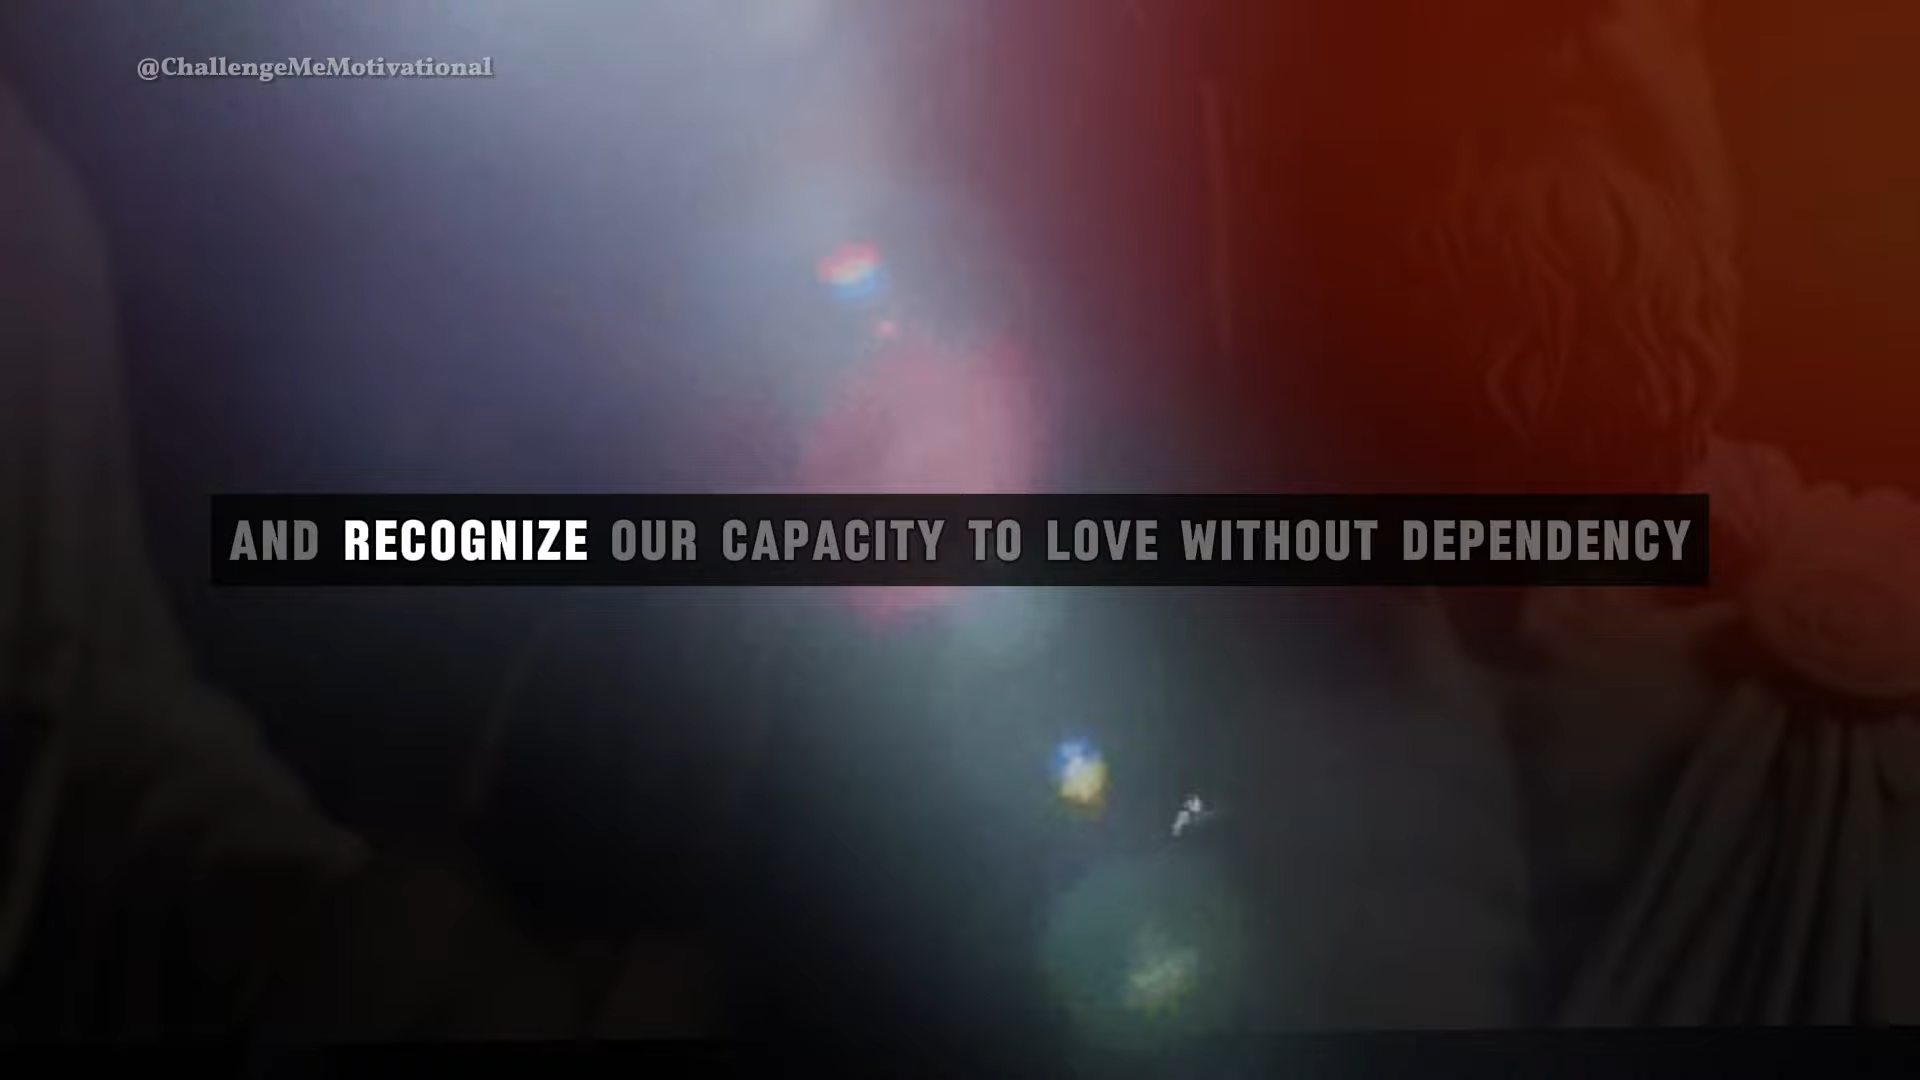 @ChallengeMeMotivational
AND RECOGNIZE OUR CAPACITY TO LOVE WITHOUT DEPENDENCY